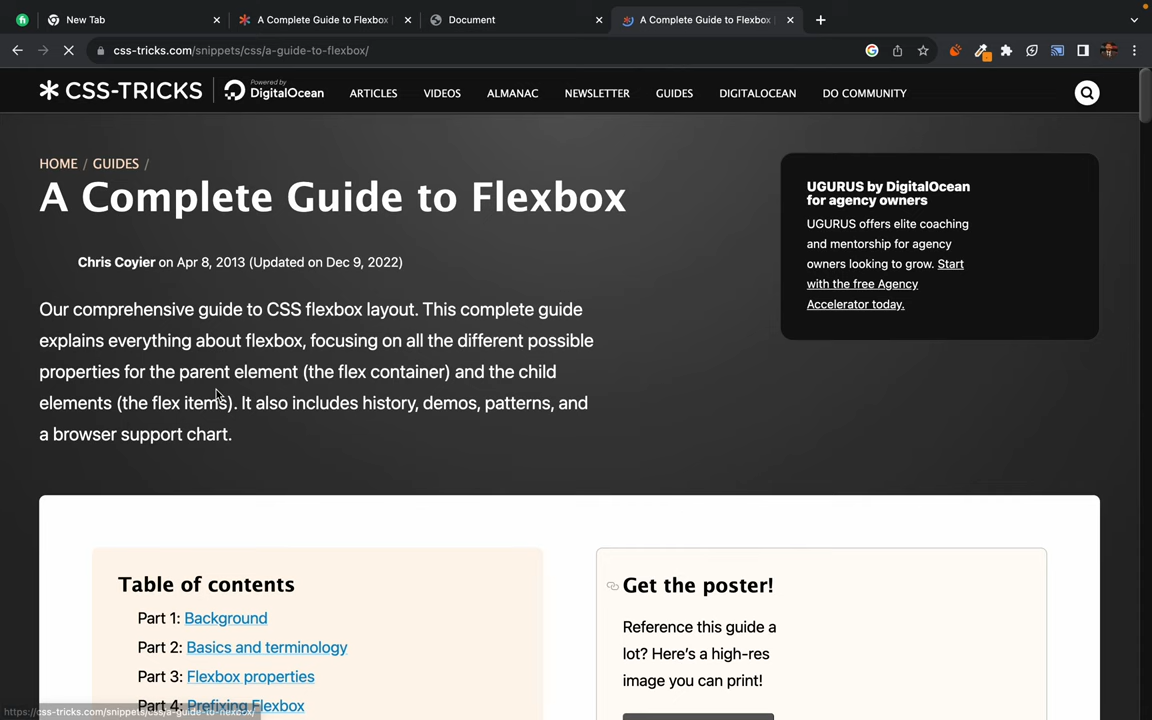 New Tab
A Complete Guide to Flexbox
Document
A Complete Guide to Flexbox
css-tricks.com/snippets/css/a-guide-to-flexbox/
CSS-TRICKS
Powered by
DigitalOcean
ARTICLES
VIDEOS
ALMANAC
NEWSLETTER
GUIDES
DIGITALOCEAN
DO COMMUNITY
HOME / GUIDES /
A Complete Guide to Flexbox
Chris Coyier on Apr 8, 2013 (Updated on Dec 9, 2022)
Our comprehensive guide to CSS flexbox layout. This complete guide
explains everything about flexbox, focusing on all the different possible
properties for the parent element (the flex container) and the child
elements (the flex items). It also includes history, demos, patterns, and
a browser support chart.
UGURUS by DigitalOcean
for agency owners
UGURUS offers elite coaching
and mentorship for agency
owners looking to grow. Start
with the free Agency
Accelerator today.
Table of contents
Part 1: Background
Part 2: Basics and terminology
Part 3: Flexbox properties
Part 4: Prefixing Flexbox
Get the poster!
Reference this guide a
lot? Here's a high-res
image you can print!
https://css-tricks.com/snippets/css/a-guide-to-flexbox/